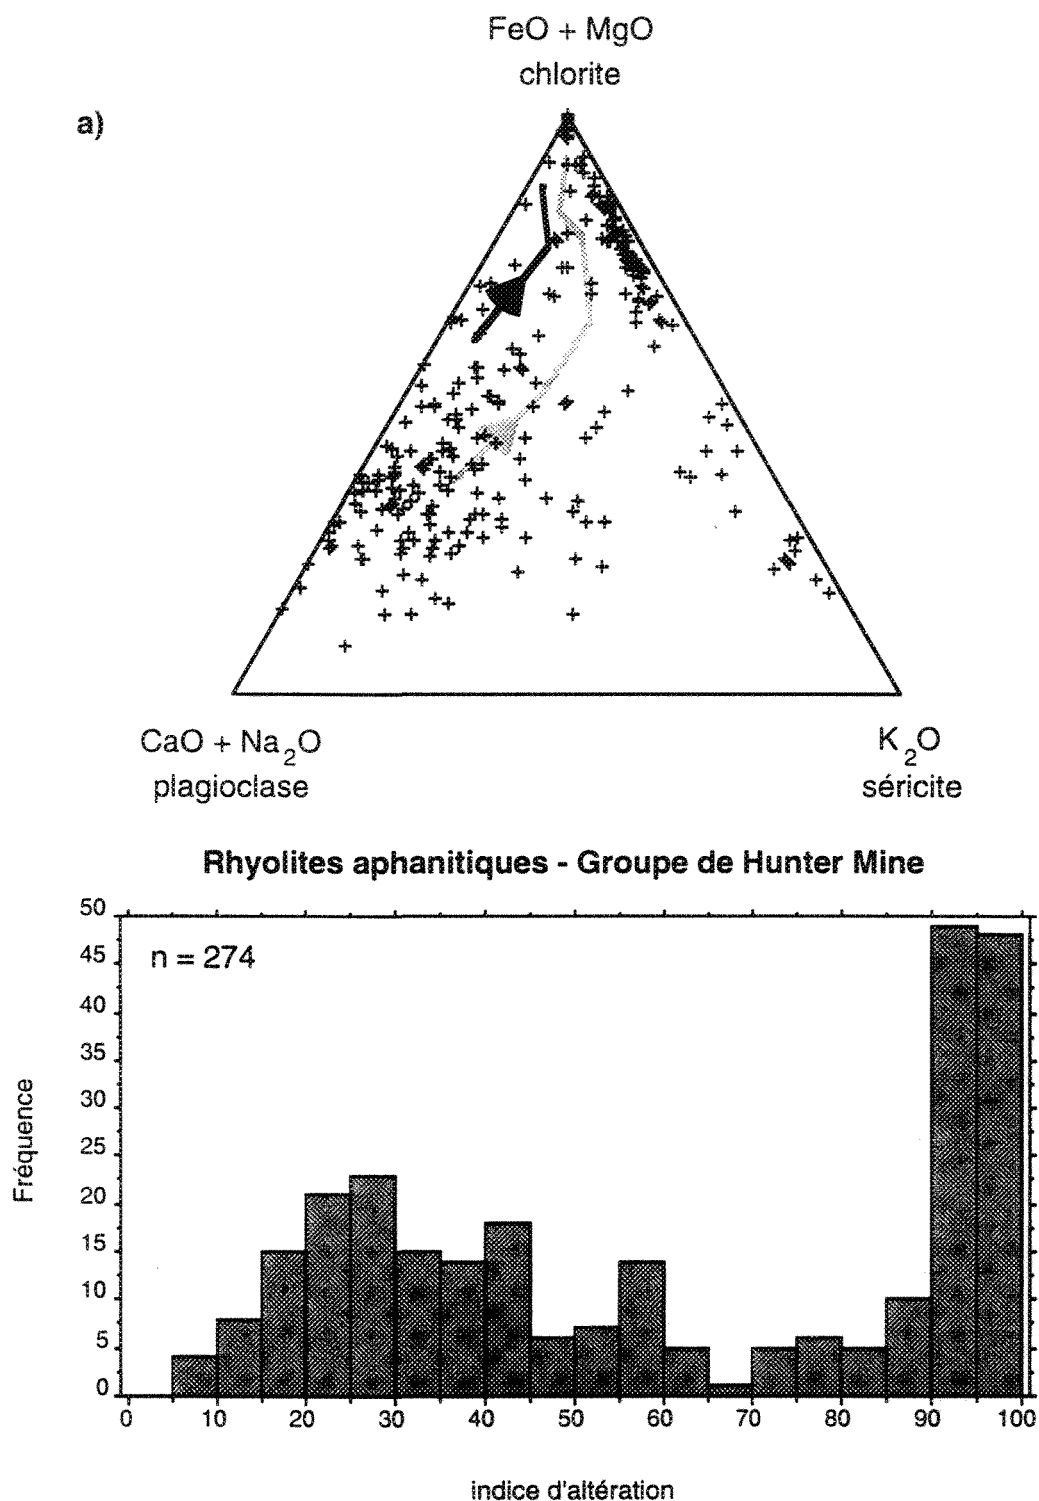 FeO + MgO
chlorite
a)
CaO + Na₂O
plagioclase
K₂O
séricite
Rhyolites aphanitiques - Groupe de Hunter Mine
n = 274
50
45
40
35
30
25
20
15
10
5
0
Fréquence
0 10 20 30 40 50 60 70 80 90 100
indice d'altération